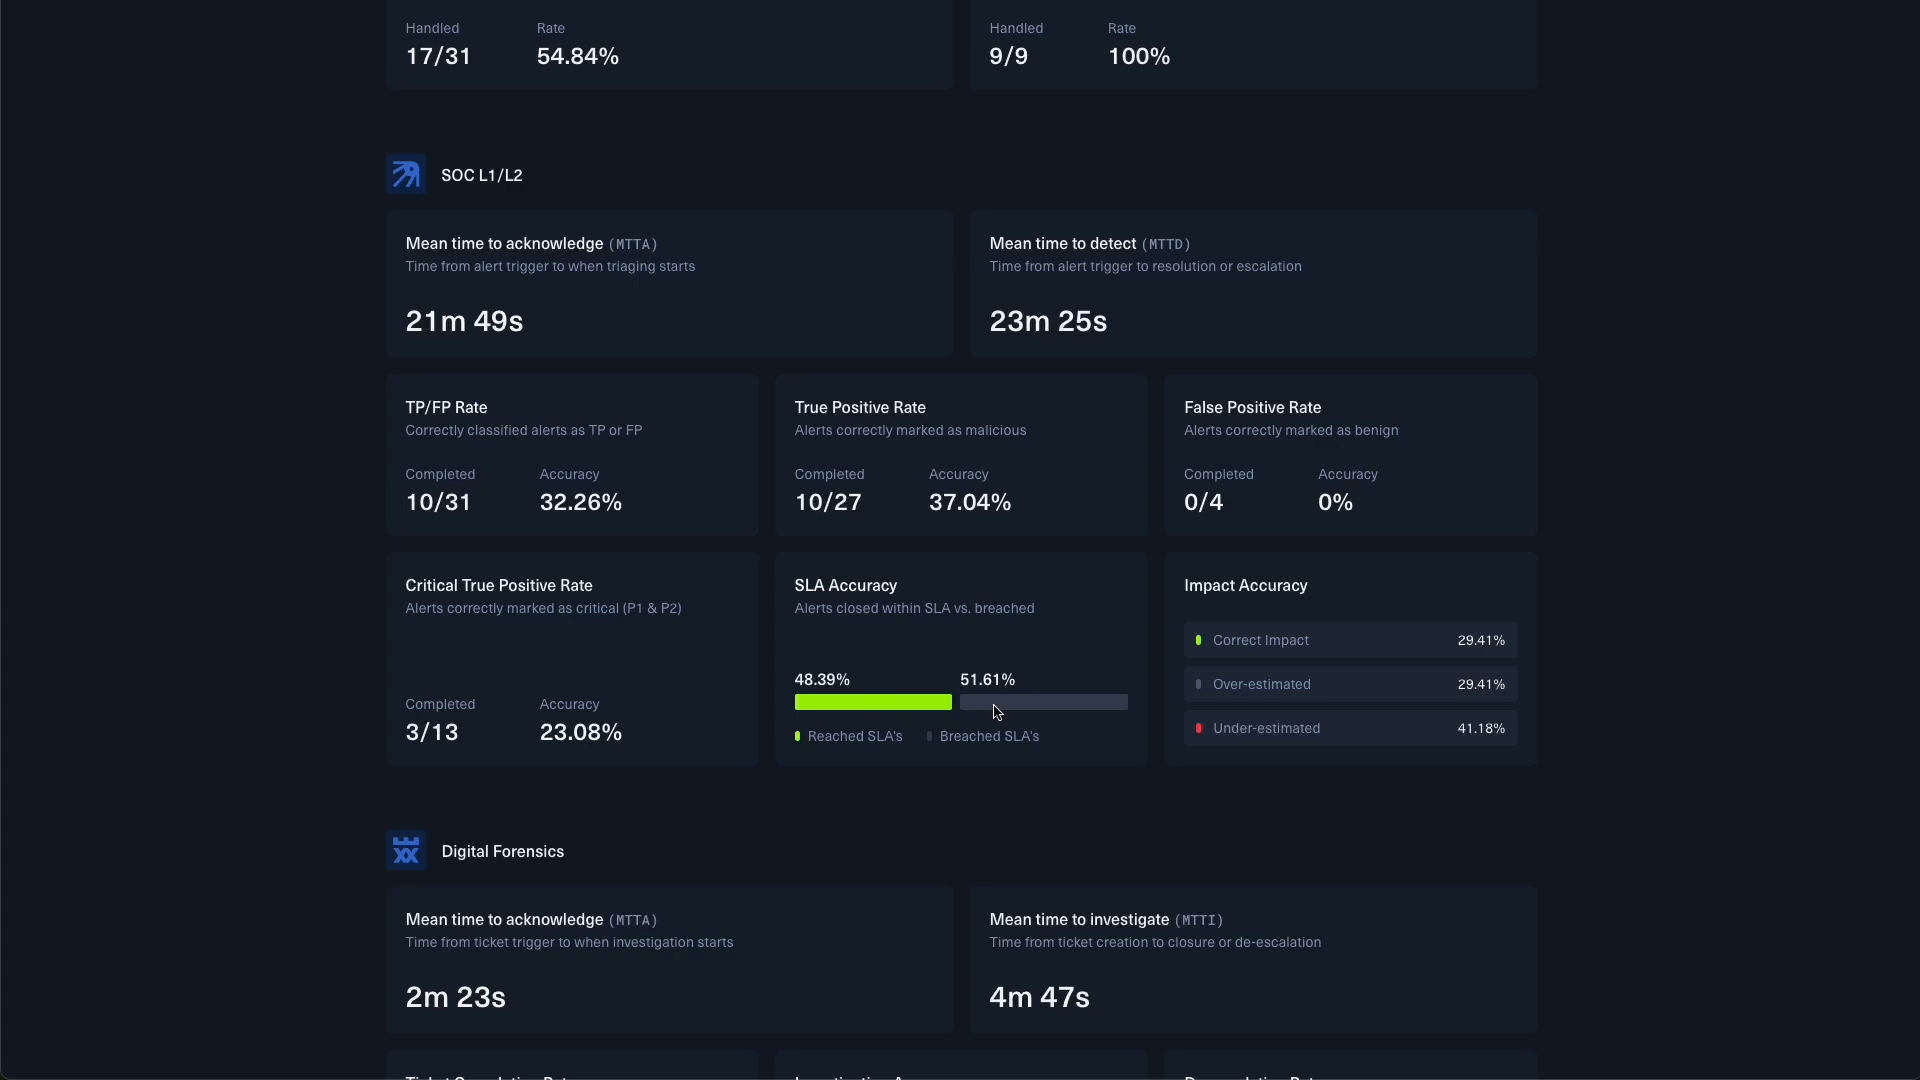 Handled Rate
17/31 54.84%
Handled Rate
9/9 100%
SOC L1/L2
Mean time to acknowledge (MTTA)
Time from alert trigger to when triaging starts
21m 49s
Mean time to detect (MTTD)
Time from alert trigger to resolution or escalation
23m 25s
TP/FP Rate
Correctly classified alerts as TP or FP
Completed Accuracy
10/31 32.26%
True Positive Rate
Alerts correctly marked as malicious
Completed Accuracy
10/27 37.04%
False Positive Rate
Alerts correctly marked as benign
Completed Accuracy
0/4 0%
Critical True Positive Rate
Alerts correctly marked as critical (P1 & P2)
Completed Accuracy
3/13 23.08%
SLA Accuracy
Alerts closed within SLA vs. breached
48.39% 51.61%
Reached SLA's Breached SLA's
Impact Accuracy
Correct Impact 29.41%
Over-estimated 29.41%
Under-estimated 41.18%
Digital Forensics
Mean time to acknowledge (MTTA)
Time from ticket trigger to when investigation starts
2m 23s
Mean time to investigate (MTTI)
Time from ticket creation to closure or de-escalation
4m 47s